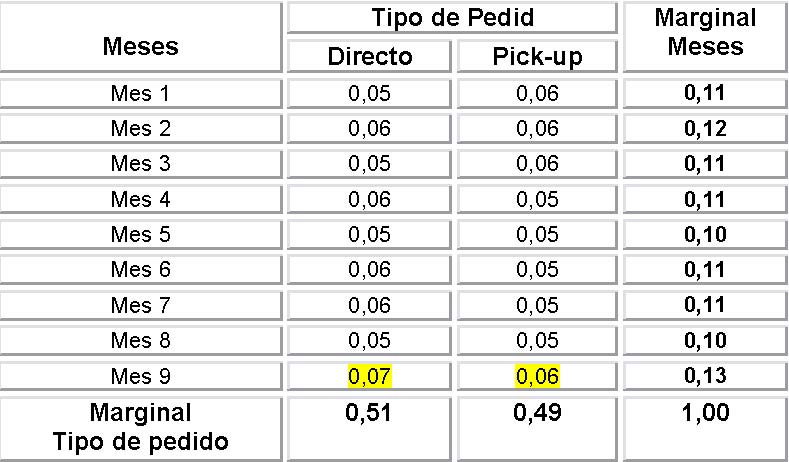 Meses Tipo de Pedid Marginal Meses
Directo Pick-up
Mes 1 0,05 0,06 0,11
Mes 2 0,06 0,06 0,12
Mes 3 0,05 0,06 0,11
Mes 4 0,06 0,05 0,11
Mes 5 0,05 0,05 0,10
Mes 6 0,06 0,05 0,11
Mes 7 0,06 0,05 0,11
Mes 8 0,05 0,05 0,10
Mes 9 0,07 0,06 0,13
Marginal 0,51 0,49 1,00
Tipo de pedido